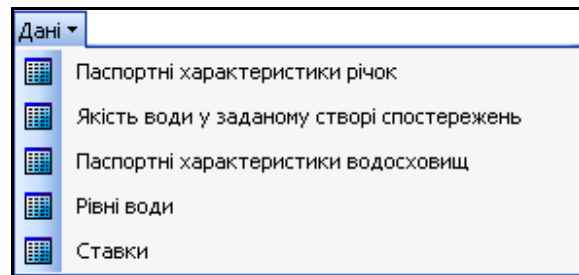 Дані
Паспортні характеристики річок
Якість води у заданому створі спостережень
Паспортні характеристики водосховищ
Рівні води
Ставки